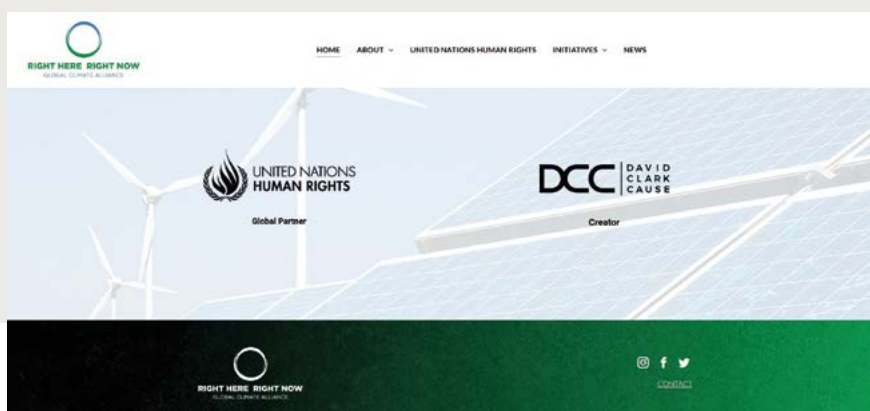 RIGHT HERE RIGHT NOW
GLOBAL CLIMATE ALLIANCE
HOME ABOUT UNITED NATIONS HUMAN RIGHTS INITIATIVES NEWS
UNITED NATIONS
HUMAN RIGHTS
Global Partner
DCC
DAVID
CLARK
CAUSE
Creator
RIGHT HERE RIGHT NOW
GLOBAL CLIMATE ALLIANCE
CONTACT